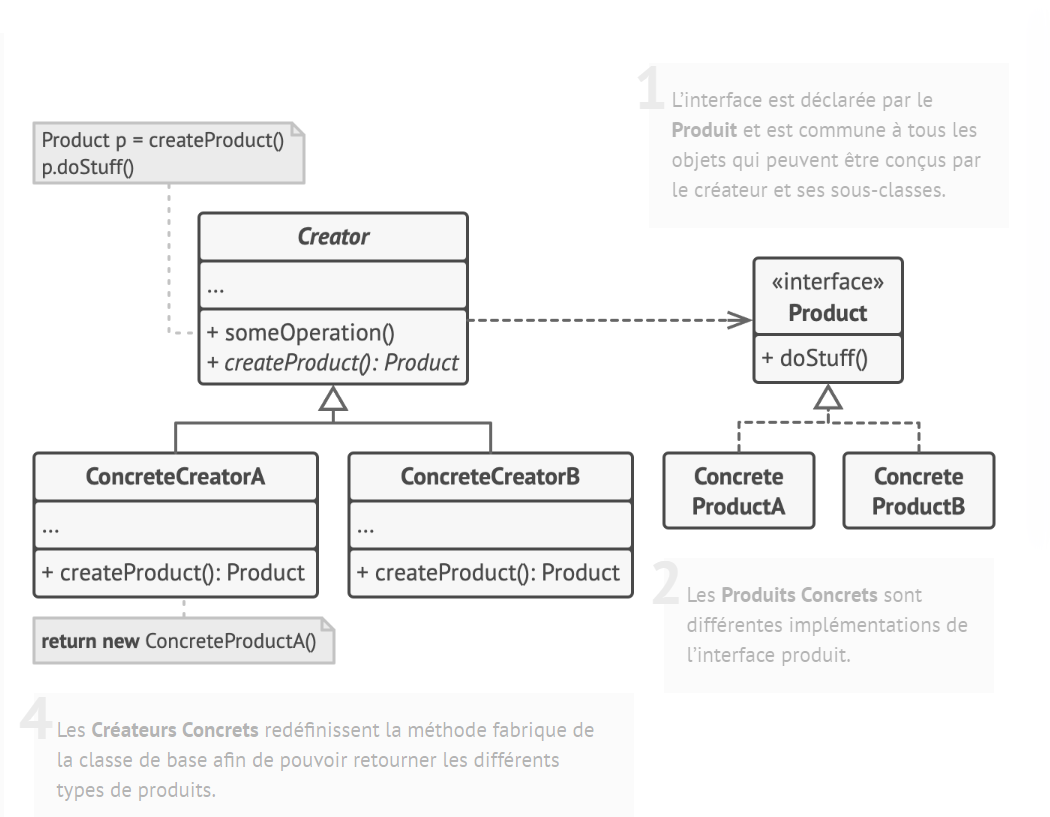 1
L’interface est déclarée par le
Produit et est commune à tous les
objets qui peuvent être conçus par
le créateur et ses sous-classes.
Product p = createProduct()
p.doStuff()
Creator
...
+ someOperation()
+ createProduct(): Product
«interface»
Product
+ doStuff()
ConcreteCreatorA
...
+ createProduct(): Product
ConcreteCreatorB
...
+ createProduct(): Product
Concrete
ProductA
Concrete
ProductB
return new ConcreteProductA()
2
Les Produits Concrets sont
différentes implémentations de
l’interface produit.
4
Les Créateurs Concrets redéfinissent la méthode fabrique de
la classe de base afin de pouvoir retourner les différents
types de produits.